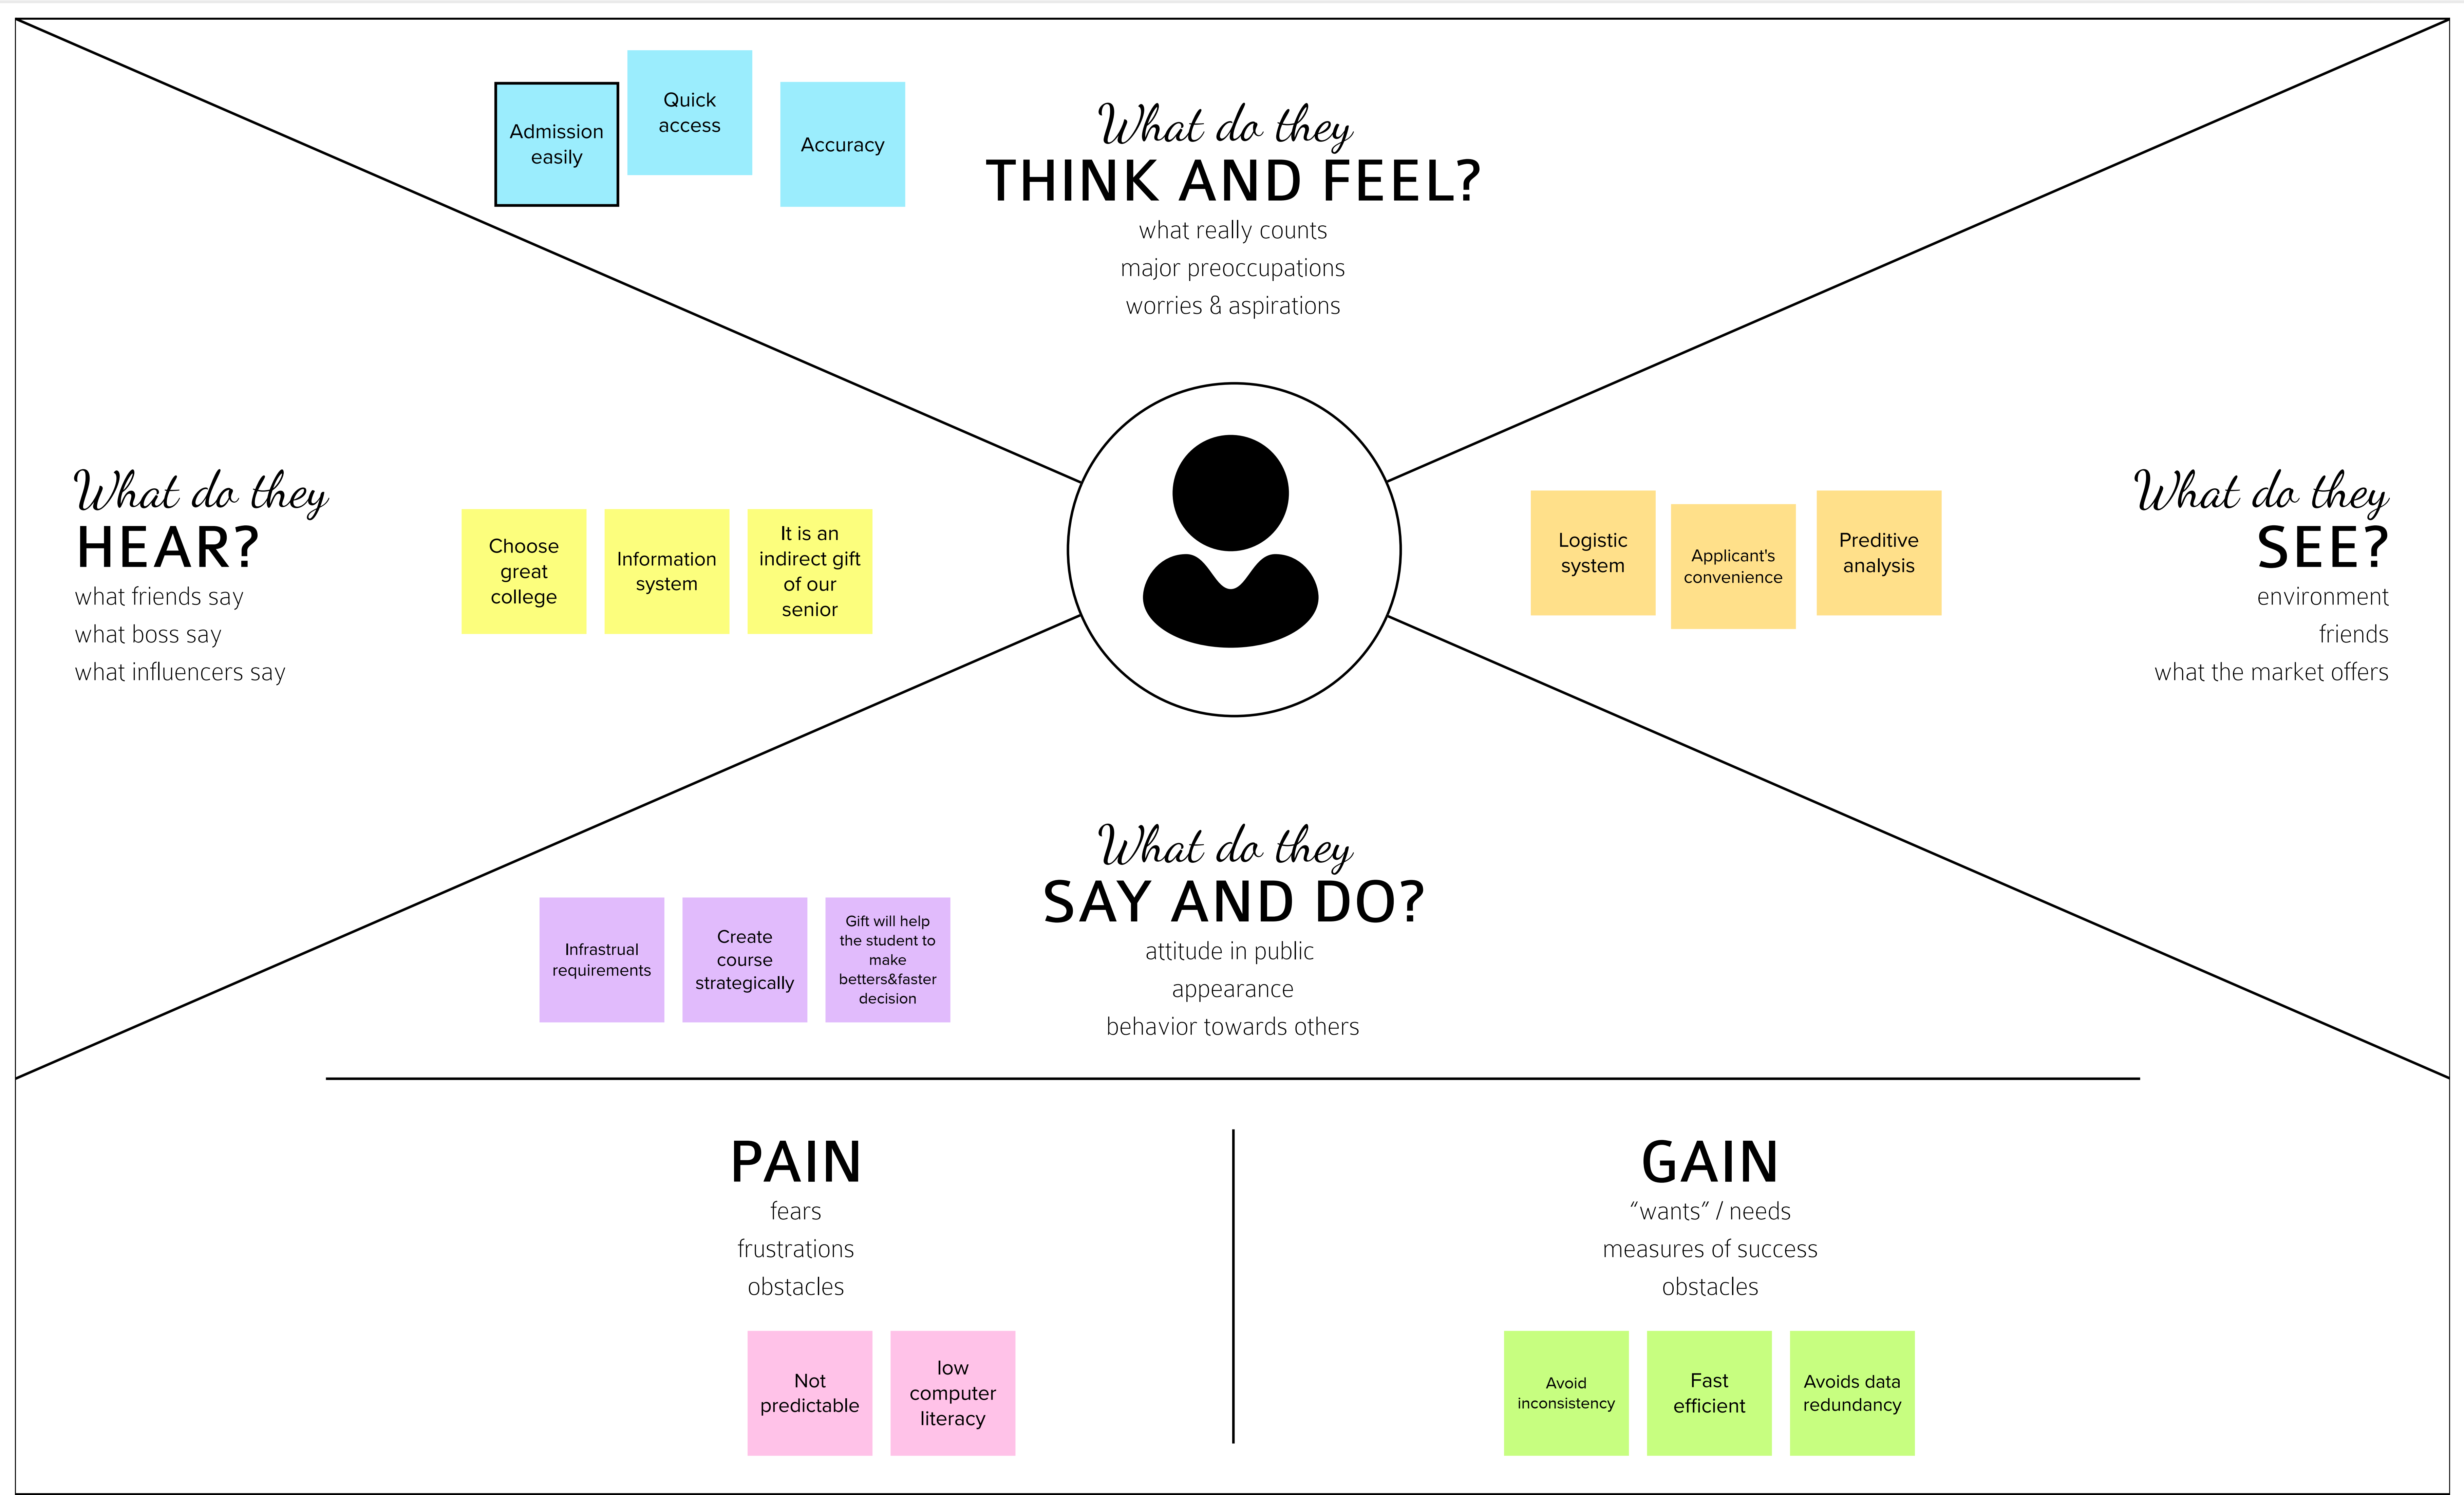 Admission
easily
Quick
access
Accuracy
What do they
THINK AND FEEL?
what really counts
major preoccupations
worries & aspirations
What do they
HEAR?
what friends say
what boss say
what influencers say
Choose
great
college
Information
system
It is an
indirect gift
of our
senior
Logistic
system
Applicant's
convenience
Preditive
analysis
What do they
SEE?
environment
friends
what the market offers
What do they
SAY AND DO?
attitude in public
appearance
behavior towards others
Infrastrual
requirements
Create
course
strategically
Gift will help
the student to
make
betters&faster
decision
PAIN
fears
frustrations
obstacles
Not
predictable
low
computer
literacy
GAIN
“wants” / needs
measures of success
obstacles
Avoid
inconsistency
Fast
efficient
Avoids data
redundancy